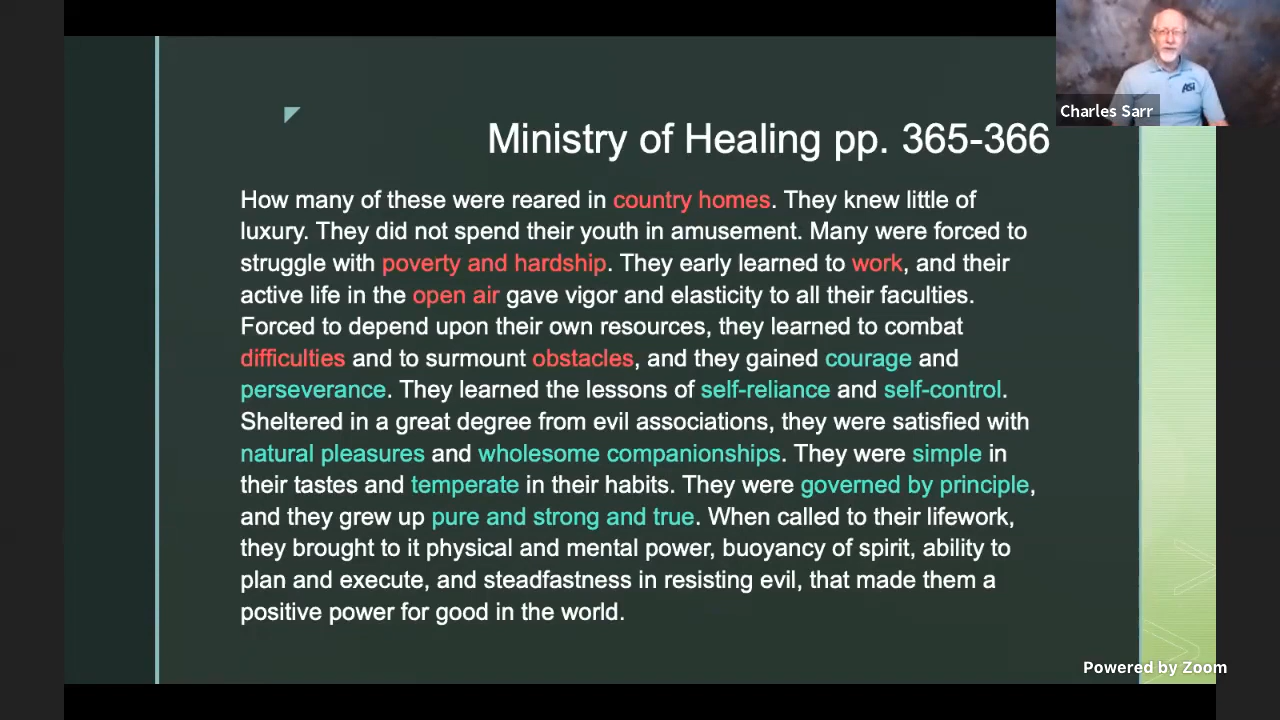 ASi
Charles Sarr
Ministry of Healing pp. 365-366
How many of these were reared in country homes. They knew little of
luxury. They did not spend their youth in amusement. Many were forced to
struggle with poverty and hardship. They early learned to work, and their
active life in the open air gave vigor and elasticity to all their faculties.
Forced to depend upon their own resources, they learned to combat
difficulties and to surmount obstacles, and they gained courage and
perseverance. They learned the lessons of self-reliance and self-control.
Sheltered in a great degree from evil associations, they were satisfied with
natural pleasures and wholesome companionships. They were simple in
their tastes and temperate in their habits. They were governed by principle,
and they grew up pure and strong and true. When called to their lifework,
they brought to it physical and mental power, buoyancy of spirit, ability to
plan and execute, and steadfastness in resisting evil, that made them a
positive power for good in the world.
Powered by Zoom